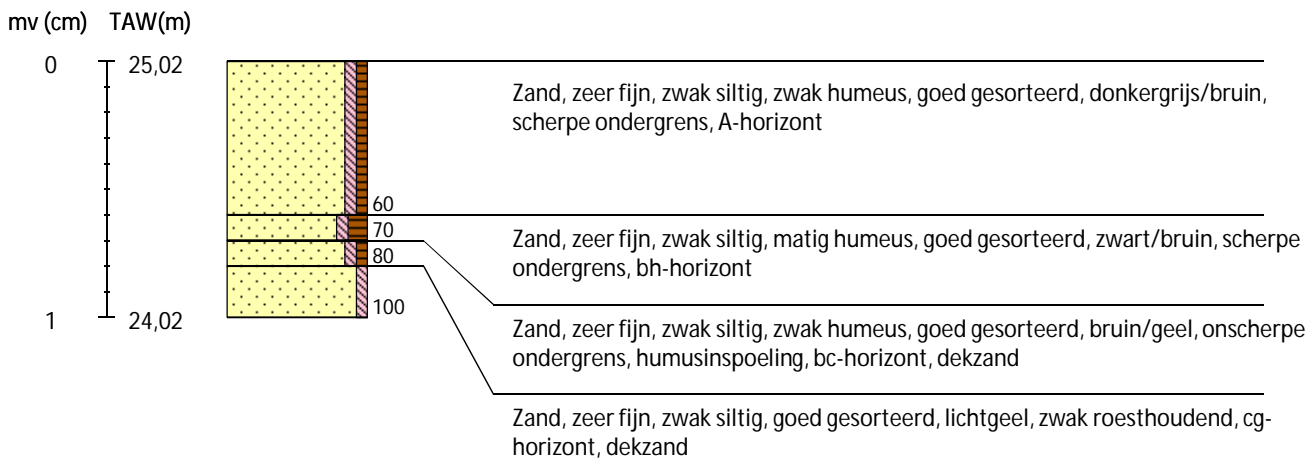 mv (cm) TAW(m)
0 25,02
Zand, zeer fijn, zwak siltig, zwak humeus, goed gesorteerd, donkergrijs/bruin,
scherpe ondergrens, A-horizont
60
70
Zand, zeer fijn, zwak siltig, matig humeus, goed gesorteerd, zwart/bruin, scherpe
ondergrens, bh-horizont
80
100
1 24,02
Zand, zeer fijn, zwak siltig, zwak humeus, goed gesorteerd, bruin/geel, onscherpe
ondergrens, humusinspoeling, bc-horizont, dekzand
Zand, zeer fijn, zwak siltig, goed gesorteerd, lichtgeel, zwak roesthoudend, cg-
horizont, dekzand